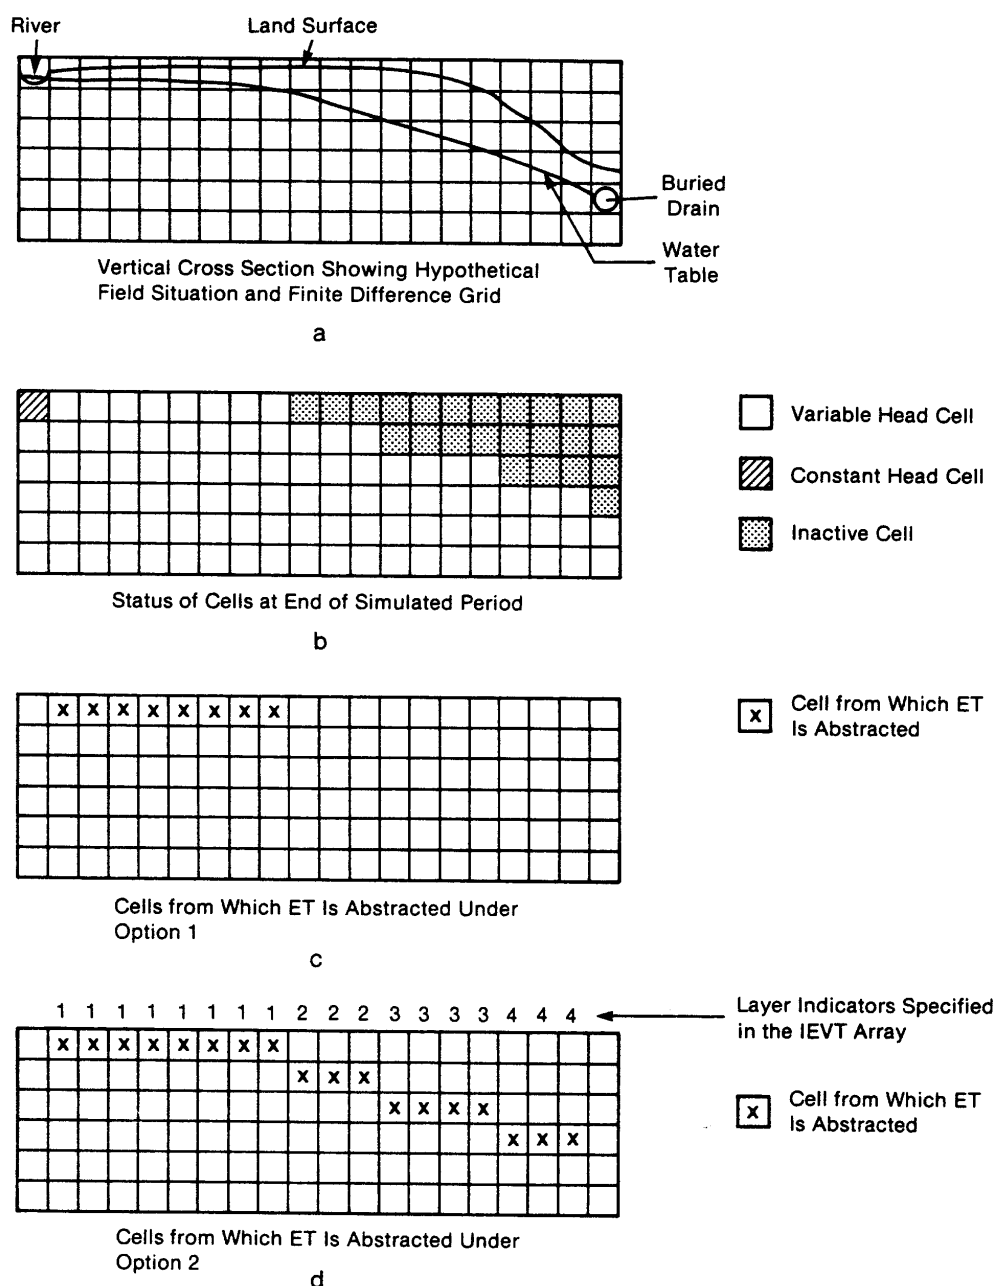 River
Land Surface
Buried
Drain
Water
Table
Vertical Cross Section Showing Hypothetical
Field Situation and Finite Difference Grid
a
Variable Head Cell
Constant Head Cell
Inactive Cell
Status of Cells at End of Simulated Period
b
x x x x x x x x
x Cell from Which ET
Is Abstracted
Cells from Which ET Is Abstracted Under
Option 1
c
1 1 1 1 1 1 1 1 2 2 2 3 3 3 3 4 4 4
Layer Indicators Specified
in the IEVT Array
x x x x x x x x
x x x
x x x x
x x x
x Cell from Which ET
Is Abstracted
Cells from Which ET Is Abstracted Under
Option 2
d